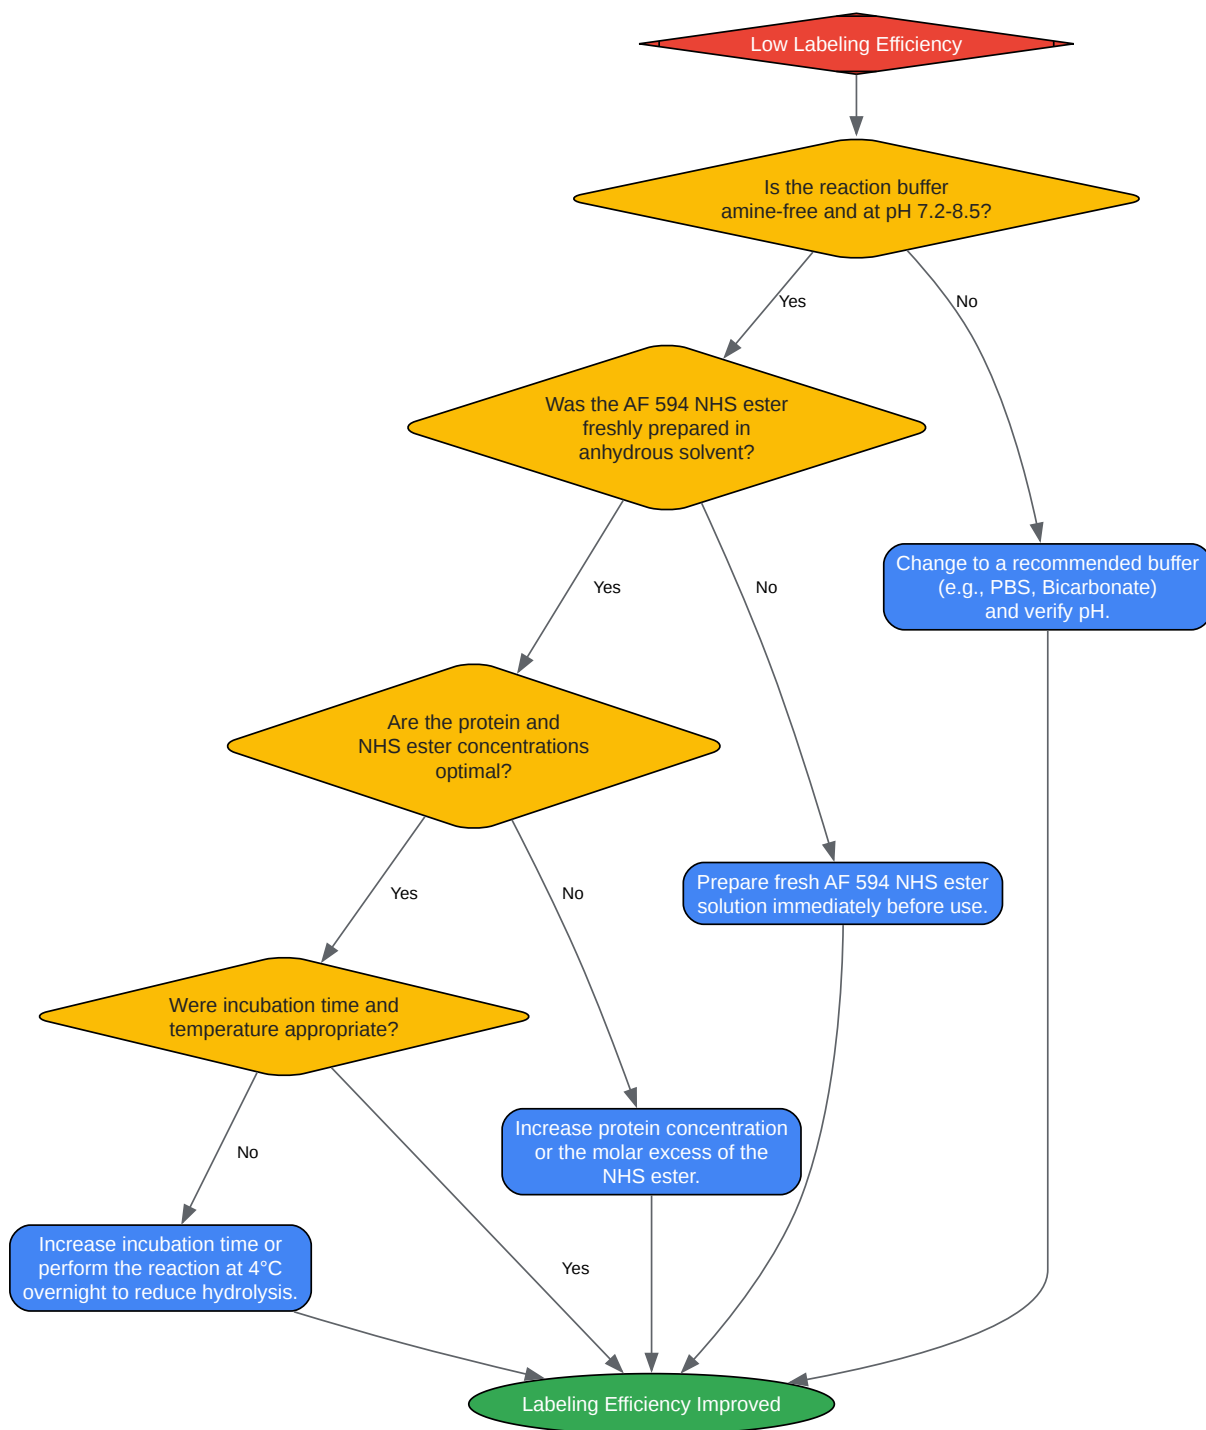 Low Labeling Efficiency
Is the reaction buffer
amine-free and at pH 7.2-8.5?
Yes
No
Was the AF 594 NHS ester
freshly prepared in
anhydrous solvent?
Change to a recommended buffer
(e.g., PBS, Bicarbonate)
and verify pH.
Yes
No
Are the protein and
NHS ester concentrations
optimal?
Prepare fresh AF 594 NHS ester
solution immediately before use.
Yes
No
Were incubation time and
temperature appropriate?
Increase protein concentration
or the molar excess of the
NHS ester.
No
Yes
Increase incubation time or
perform the reaction at 4°C
overnight to reduce hydrolysis.
Labeling Efficiency Improved